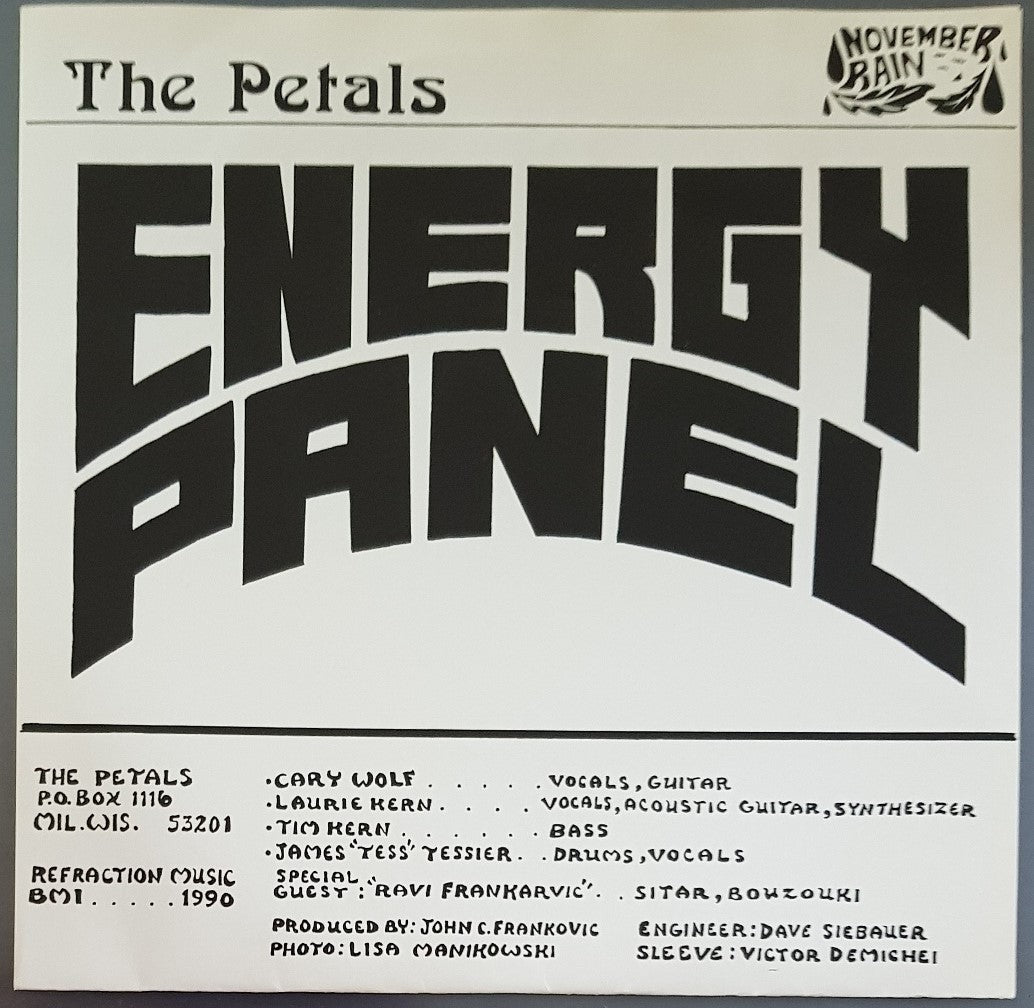 The Petals
NOVEMBER
RAIN
ENERGY
PANEL
THE PETALS
P.O. BOX 1116
MIL. WIS. 53201
REFRACTION MUSIC
BMI.....1990
•CARY WOLF......VOCALS, GUITAR
•LAURIE KERN.....VOCALS, ACOUSTIC GUITAR, SYNTHESIZER
•TIM KERN.......BASS
•JAMES "TESS" TESSIER...DRUMS, VOCALS
SPECIAL
GUEST: "RAVI FRANKARVIC"...SITAR, BOUZOUKI
PRODUCED BY: JOHN C. FRANKOVIC ENGINEER: DAVE SIEBAUER
PHOTO: LISA MANIKOWSKI SLEEVE: VICTOR DEMICHEI